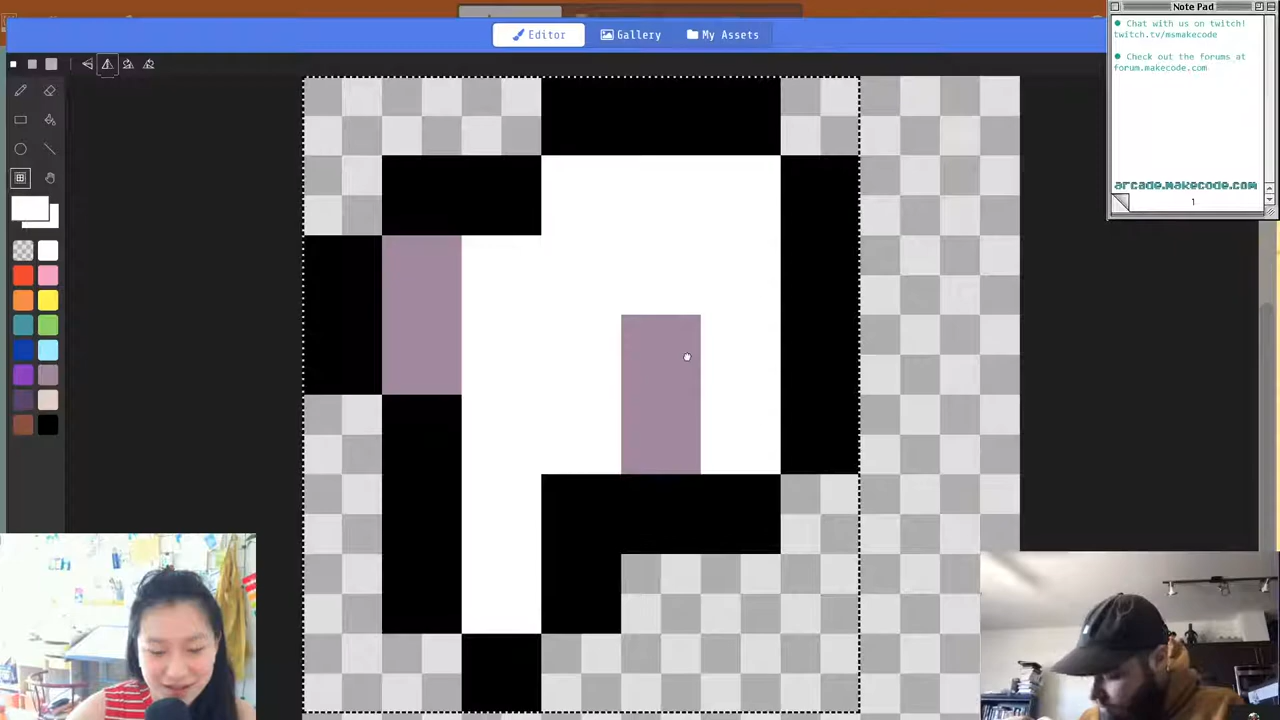 Note Pad
Editor
Gallery
My Assets
● Chat with us on twitch!
twitch.tv/msmakecode
● Check out the forums at
forum.makecode.com
arcade.makecode.com
1